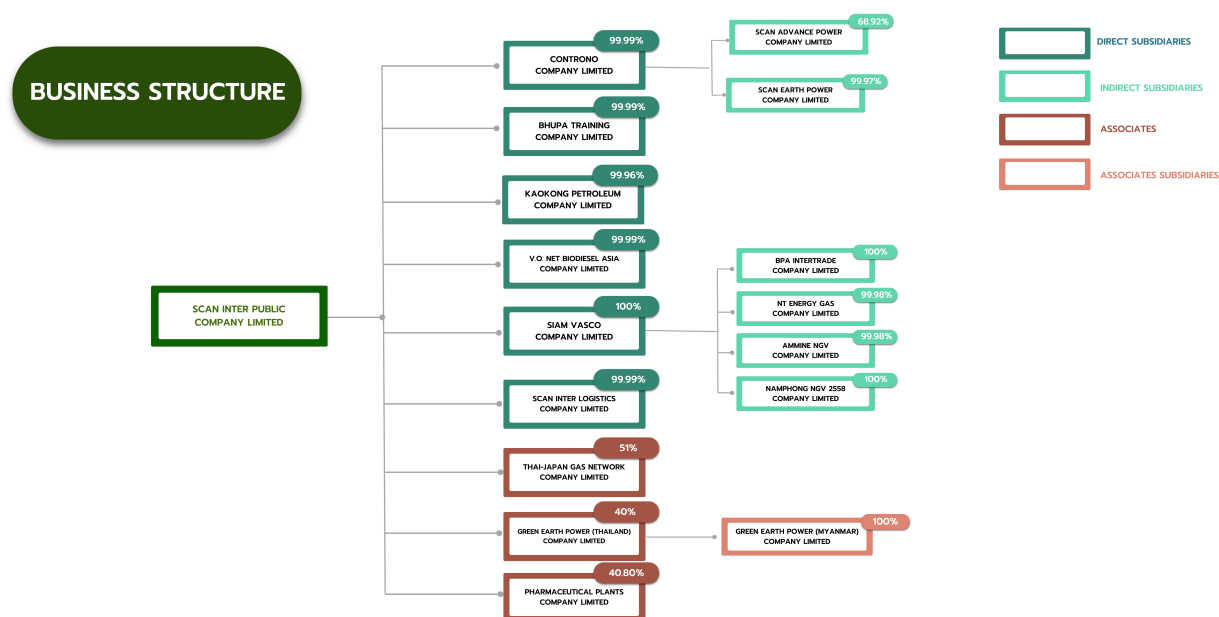 BUSINESS STRUCTURE
SCAN INTER PUBLIC
COMPANY LIMITED
99.99%
CONTRONO
COMPANY LIMITED
68.92%
SCAN ADVANCE POWER
COMPANY LIMITED
99.97%
SCAN EARTH POWER
COMPANY LIMITED
99.99%
BHUPA TRAINING
COMPANY LIMITED
99.96%
KAOKONG PETROLEUM
COMPANY LIMITED
99.99%
V.O. NET BIODIESEL ASIA
COMPANY LIMITED
100%
SIAM VASCO
COMPANY LIMITED
100%
BPA INTERTRADE
COMPANY LIMITED
99.98%
NT ENERGY GAS
COMPANY LIMITED
99.98%
AMMINE NGV
COMPANY LIMITED
100%
NAMPHONG NGV 2558
COMPANY LIMITED
99.99%
SCAN INTER LOGISTICS
COMPANY LIMITED
51%
THAI-JAPAN GAS NETWORK
COMPANY LIMITED
40%
GREEN EARTH POWER (THAILAND)
COMPANY LIMITED
100%
GREEN EARTH POWER (MYANMAR)
COMPANY LIMITED
40.80%
PHARMACEUTICAL PLANTS
COMPANY LIMITED
DIRECT SUBSIDIARIES
INDIRECT SUBSIDIARIES
ASSOCIATES
ASSOCIATES SUBSIDIARIES